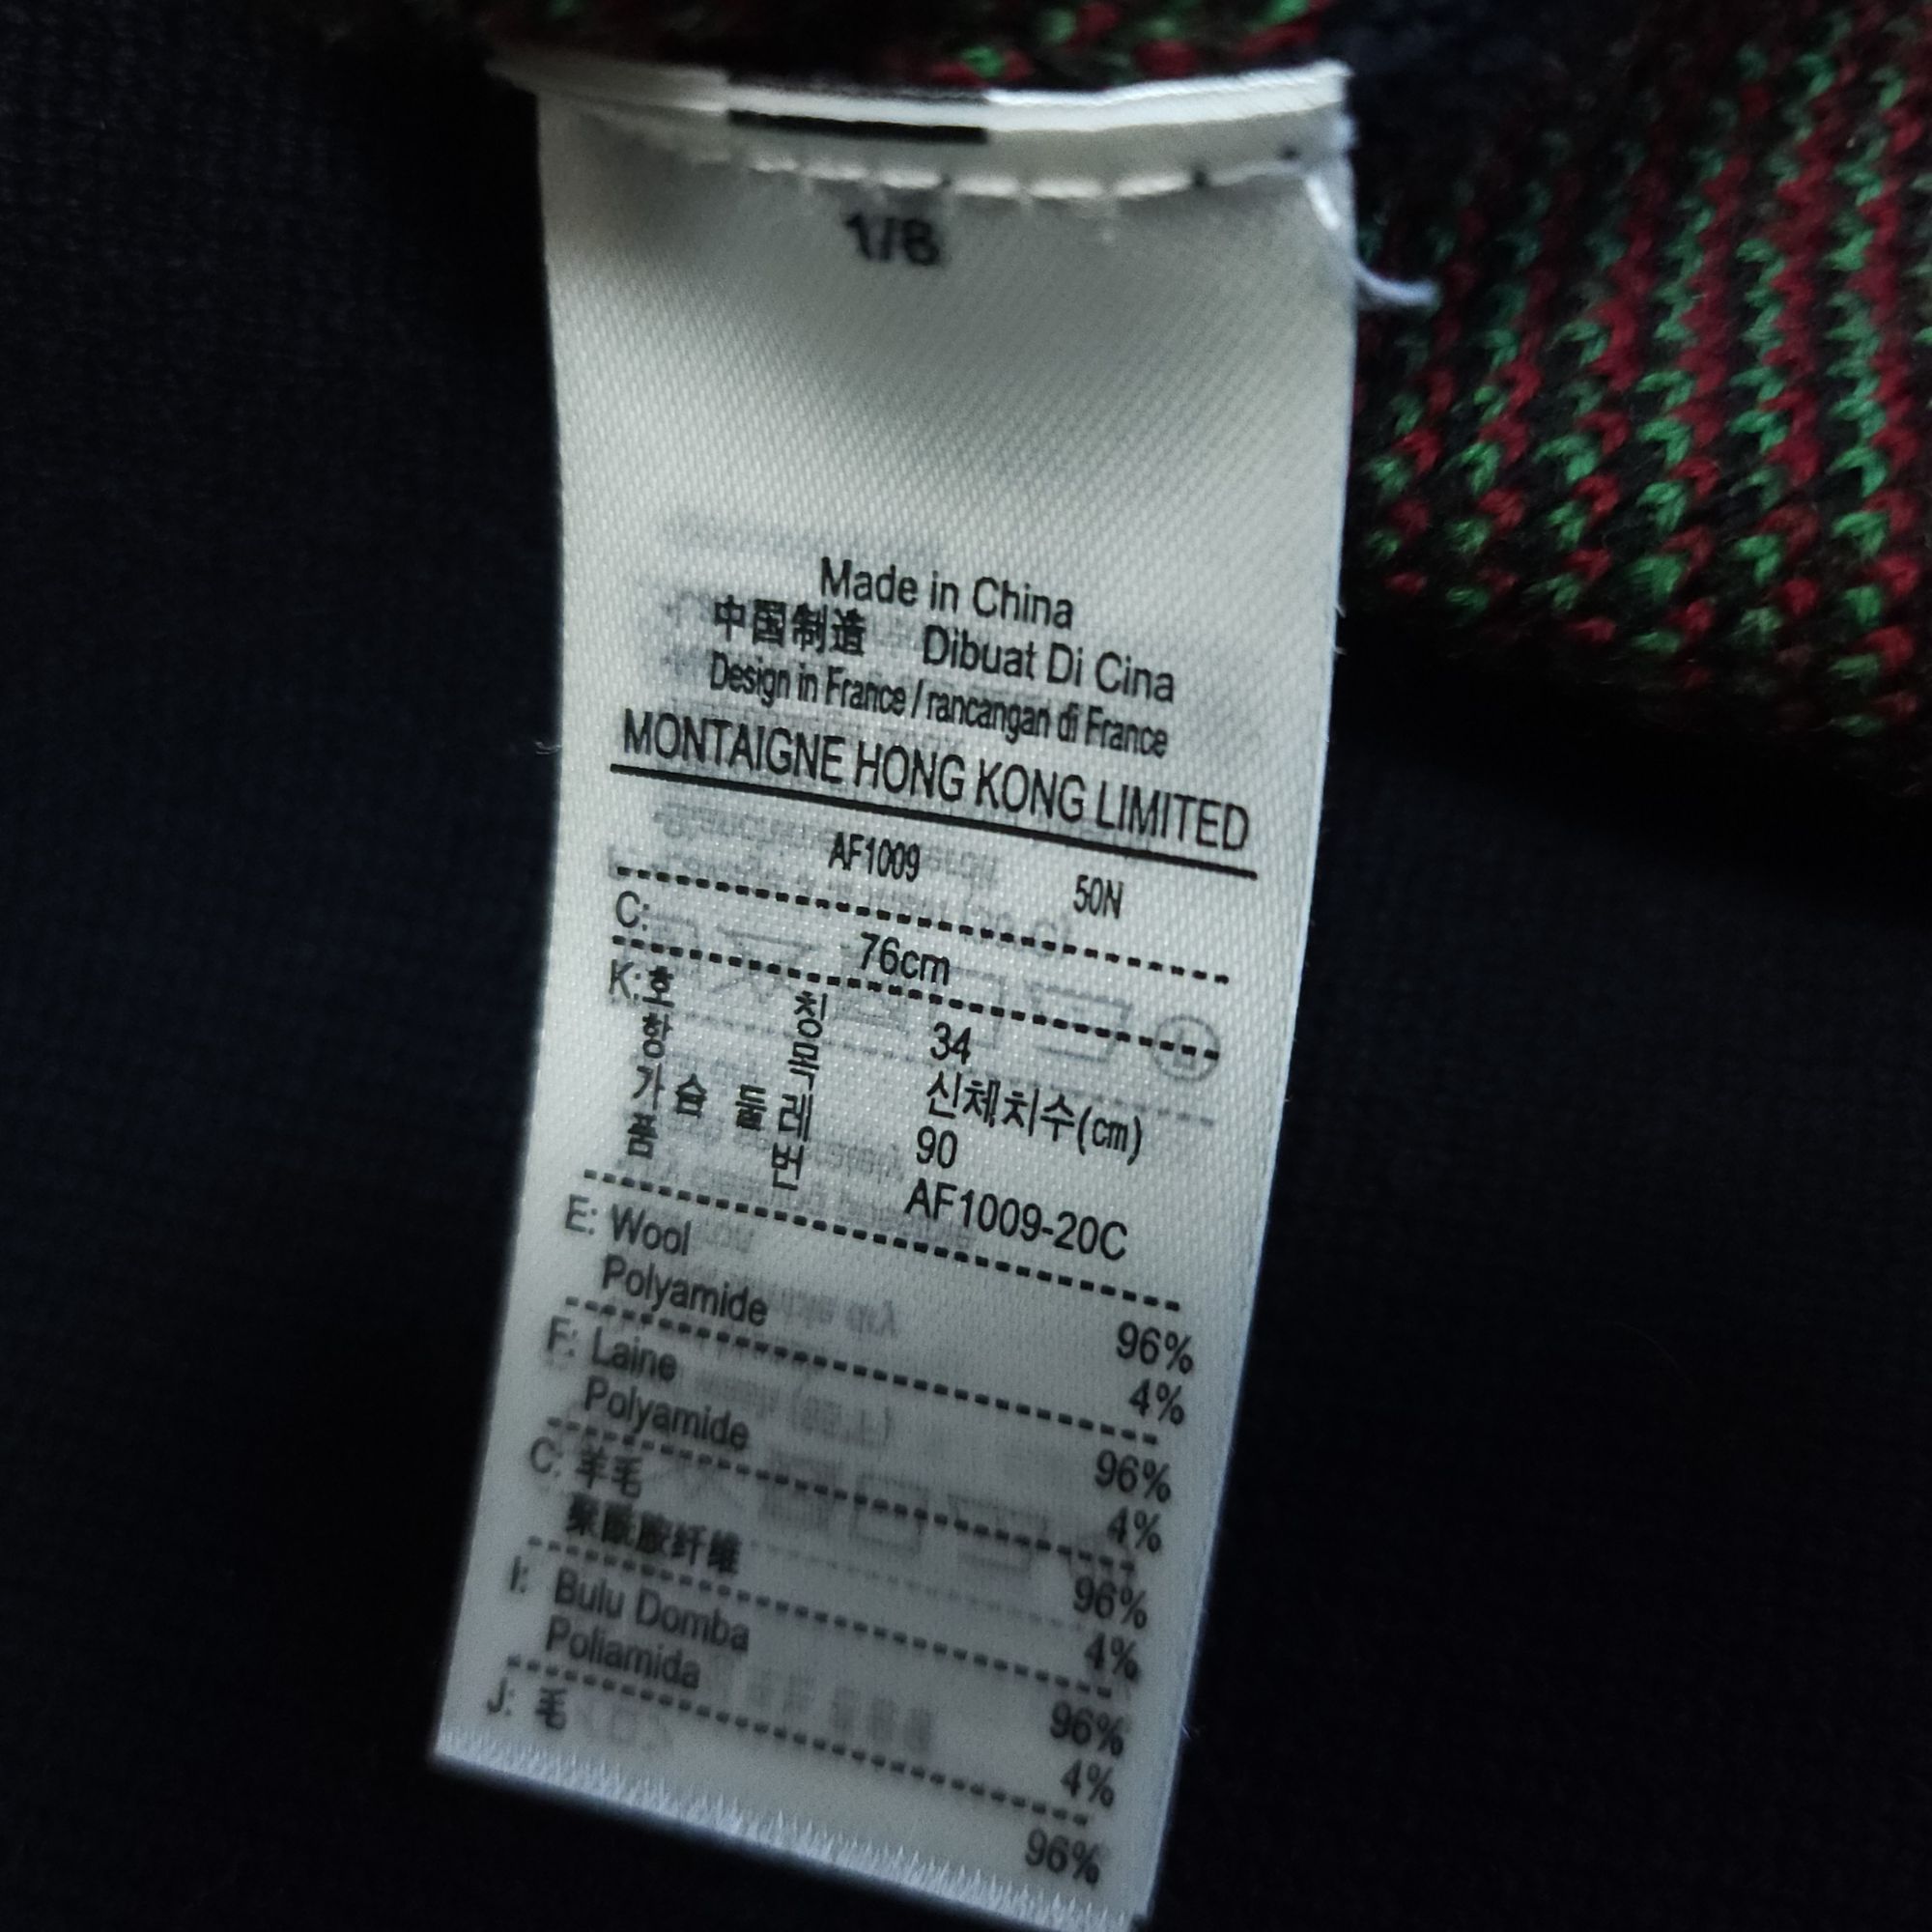 1/6
Made in China
中国制造 Dibuat Di Cina
Design in France / rancangan di France
MONTAIGNE HONG KONG LIMITED
AF1009 50N
C: 76cm
K: 호 칭 34
항 목 신체치수(cm)
가 슴 둘 레 90
품 번 AF1009-20C
E: Wool 96%
Polyamide 4%
F: Laine 96%
Polyamide 4%
C: 羊毛 96%
聚酰胺纤维 4%
I: Bulu Domba 96%
Poliamida 4%
J: 毛 96%